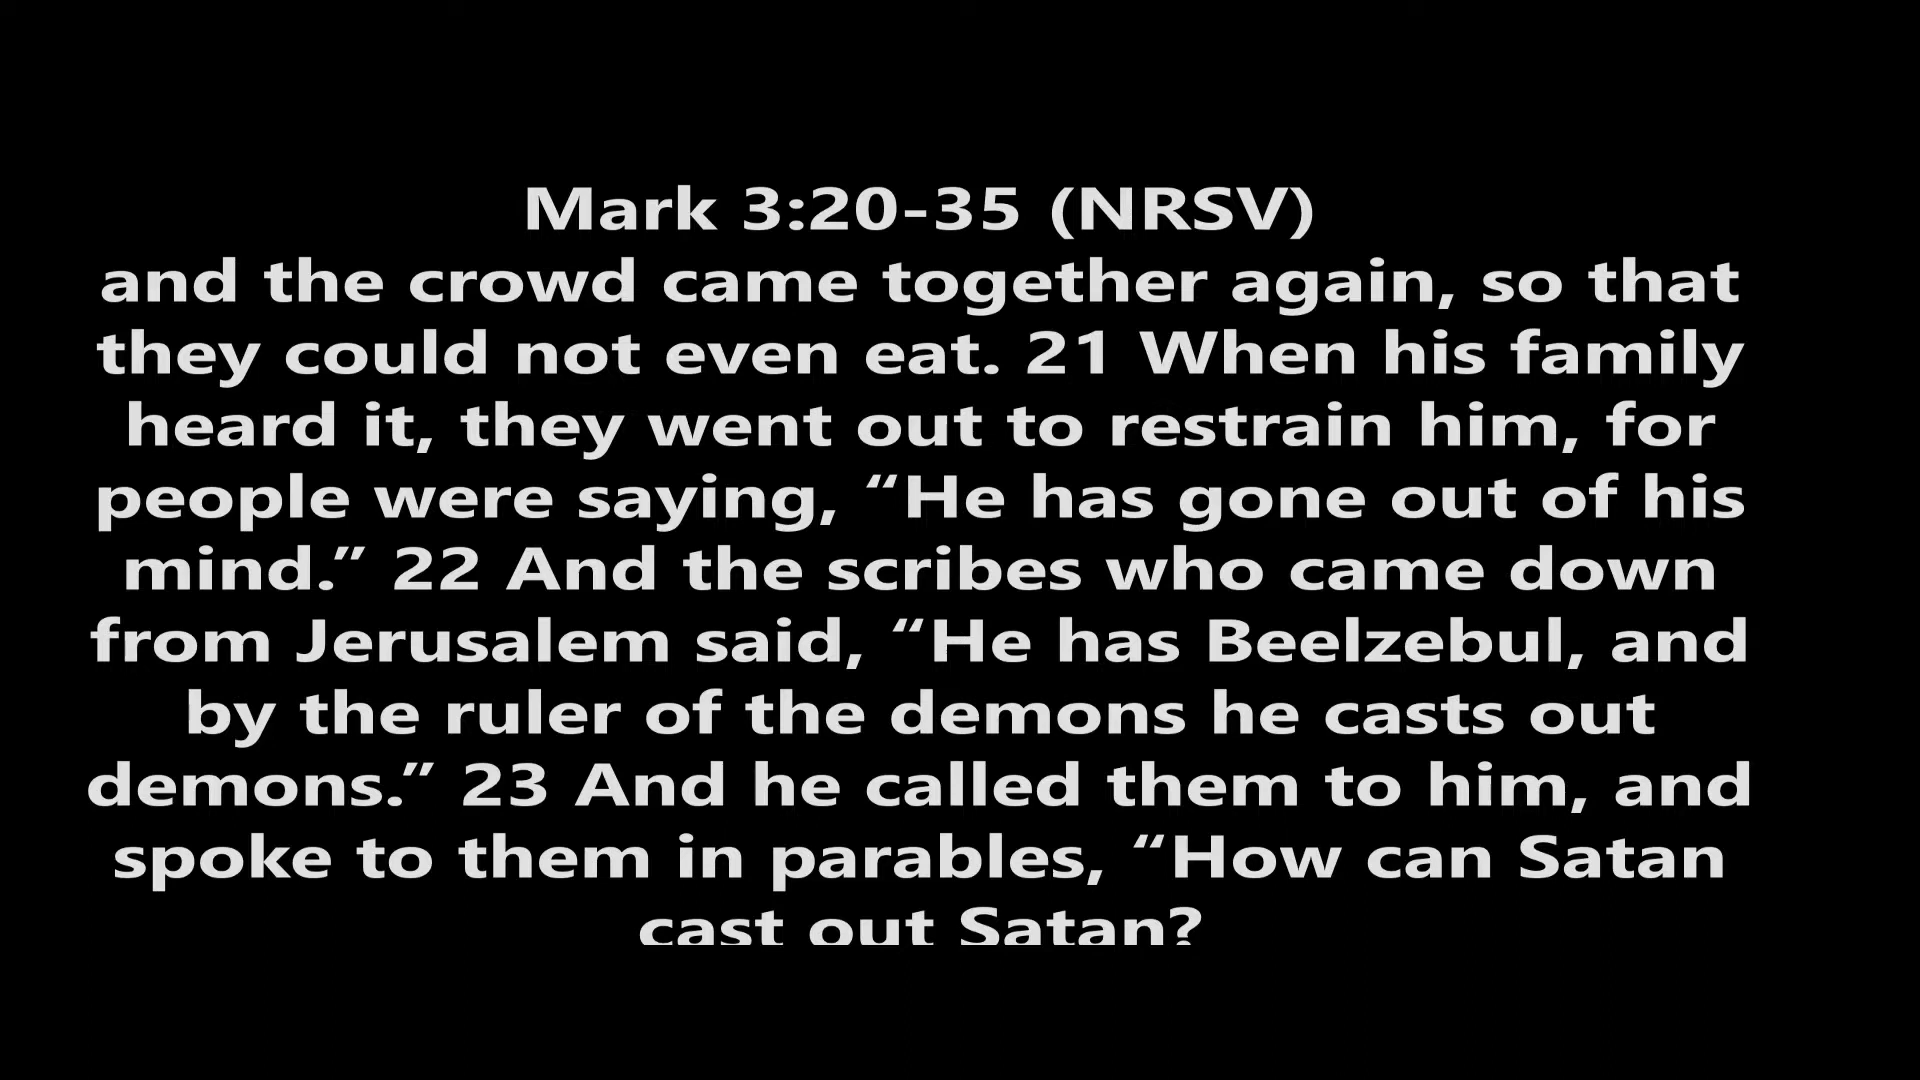 Mark 3:20-35 (NRSV)
and the crowd came together again, so that
they could not even eat. 21 When his family
heard it, they went out to restrain him, for
people were saying, “He has gone out of his
mind.” 22 And the scribes who came down
from Jerusalem said, “He has Beelzebul, and
by the ruler of the demons he casts out
demons.” 23 And he called them to him, and
spoke to them in parables, “How can Satan
cast out Satan?